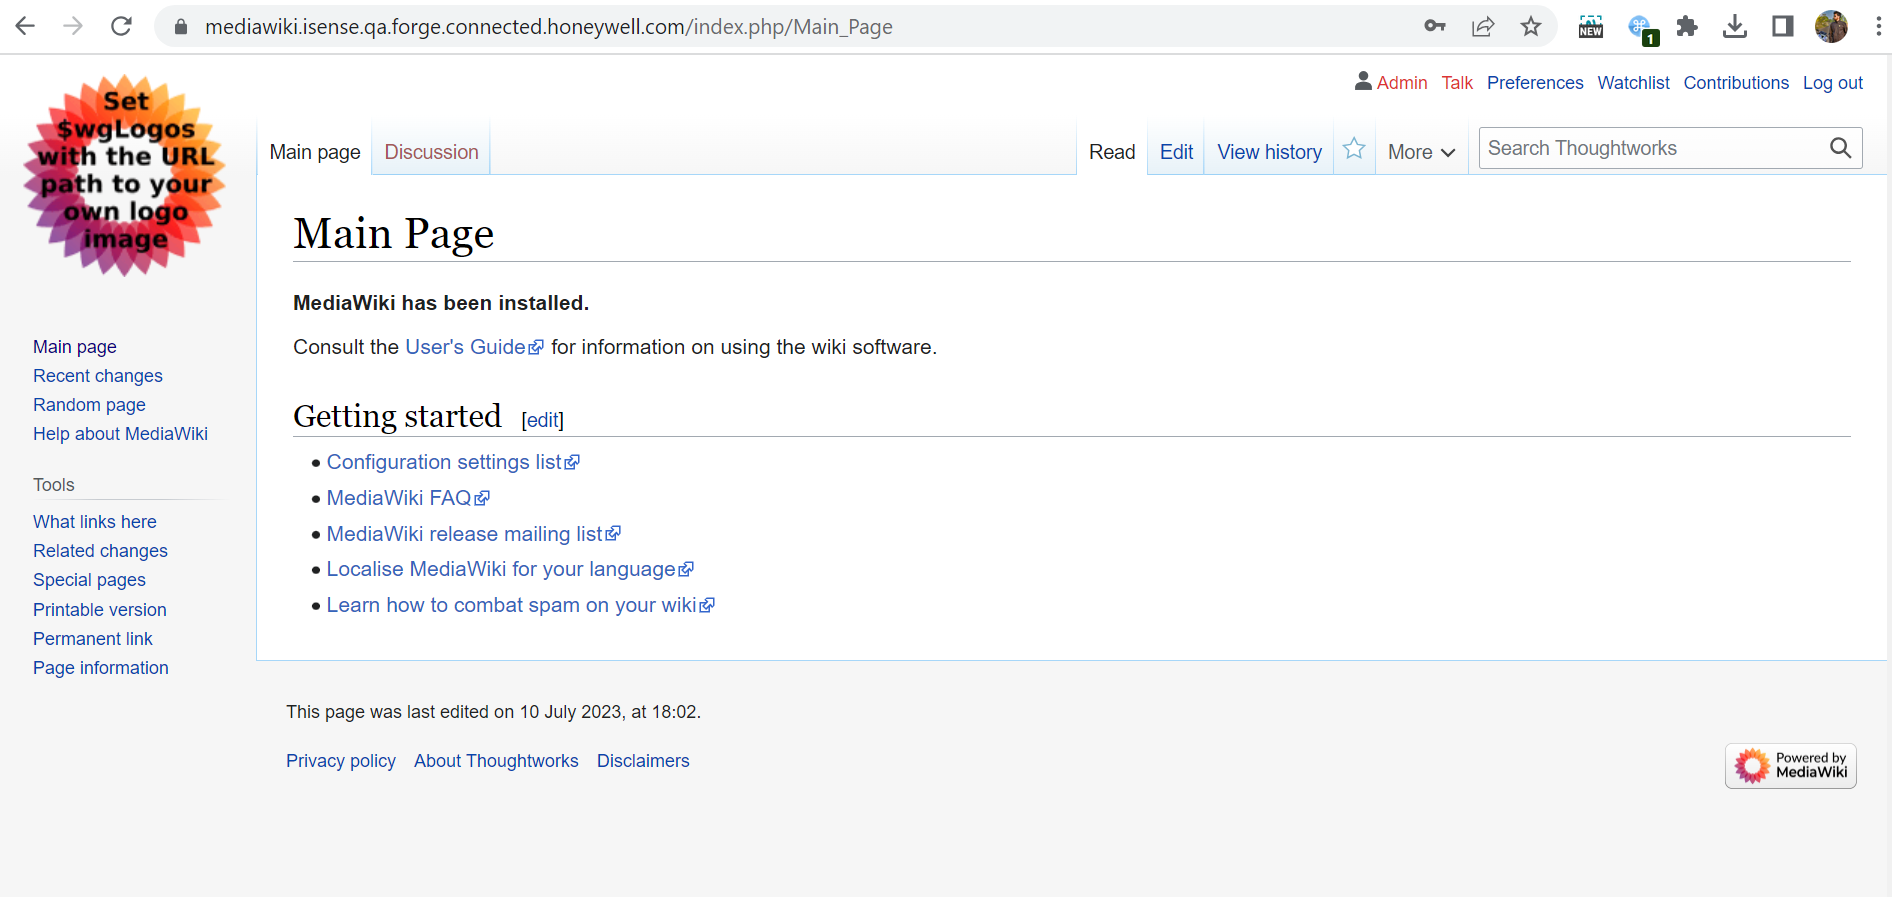 mediawiki.isense.qa.forge.connected.honeywell.com/index.php/Main_Page
NEW
1
Set
$wgLogos
with the URL
path to your
own logo
image
Admin Talk Preferences Watchlist Contributions Log out
Main page Discussion Read Edit View history More Search Thoughtworks
Main Page
MediaWiki has been installed.
Consult the User's Guide for information on using the wiki software.
Getting started [edit]
• Configuration settings list
• MediaWiki FAQ
• MediaWiki release mailing list
• Localise MediaWiki for your language
• Learn how to combat spam on your wiki
Main page
Recent changes
Random page
Help about MediaWiki
Tools
What links here
Related changes
Special pages
Printable version
Permanent link
Page information
This page was last edited on 10 July 2023, at 18:02.
Privacy policy About Thoughtworks Disclaimers
Powered by
MediaWiki